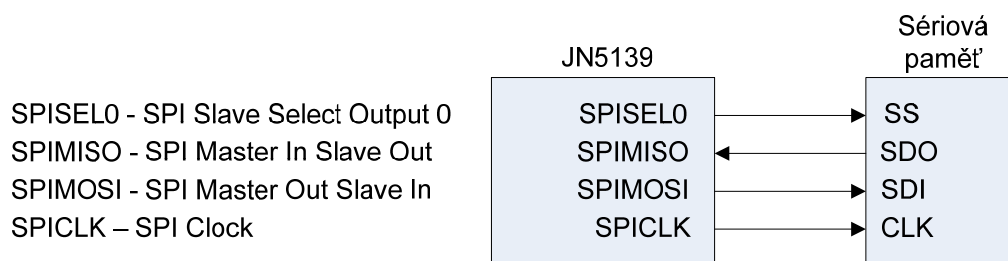 Sériová
paměť
JN5139
SPISEL0 - SPI Slave Select Output 0
SPIMISO - SPI Master In Slave Out
SPIMOSI - SPI Master Out Slave In
SPICLK – SPI Clock
SPISEL0
SPIMISO
SPIMOSI
SPICLK
SS
SDO
SDI
CLK